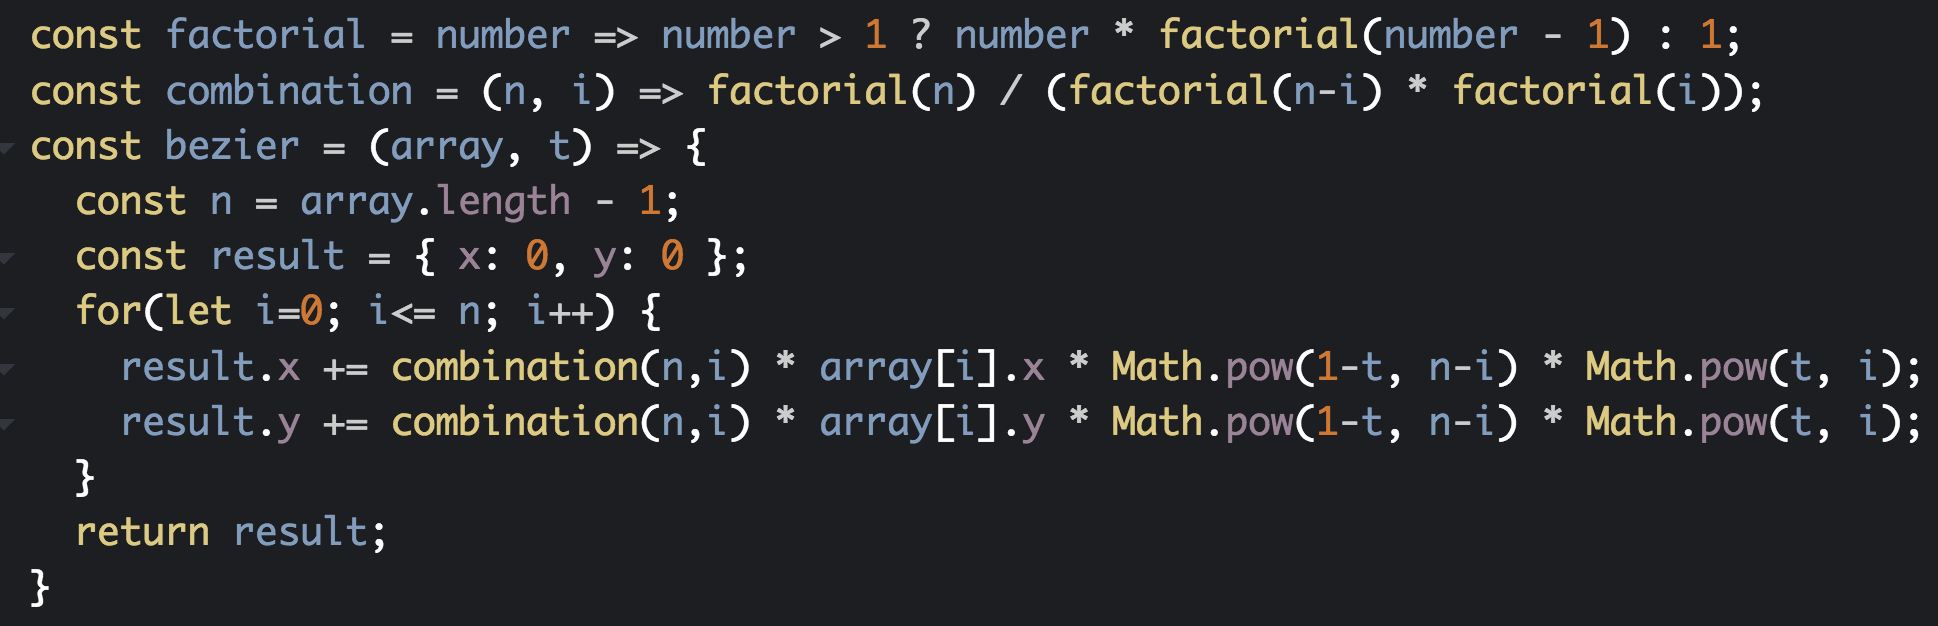 const factorial = number => number > 1 ? number * factorial(number - 1) : 1;
const combination = (n, i) => factorial(n) / (factorial(n-i) * factorial(i));
const bezier = (array, t) => {
  const n = array.length - 1;
  const result = { x: 0, y: 0 };
  for(let i=0; i<= n; i++) {
    result.x += combination(n,i) * array[i].x * Math.pow(1-t, n-i) * Math.pow(t, i);
    result.y += combination(n,i) * array[i].y * Math.pow(1-t, n-i) * Math.pow(t, i);
  }
  return result;
}